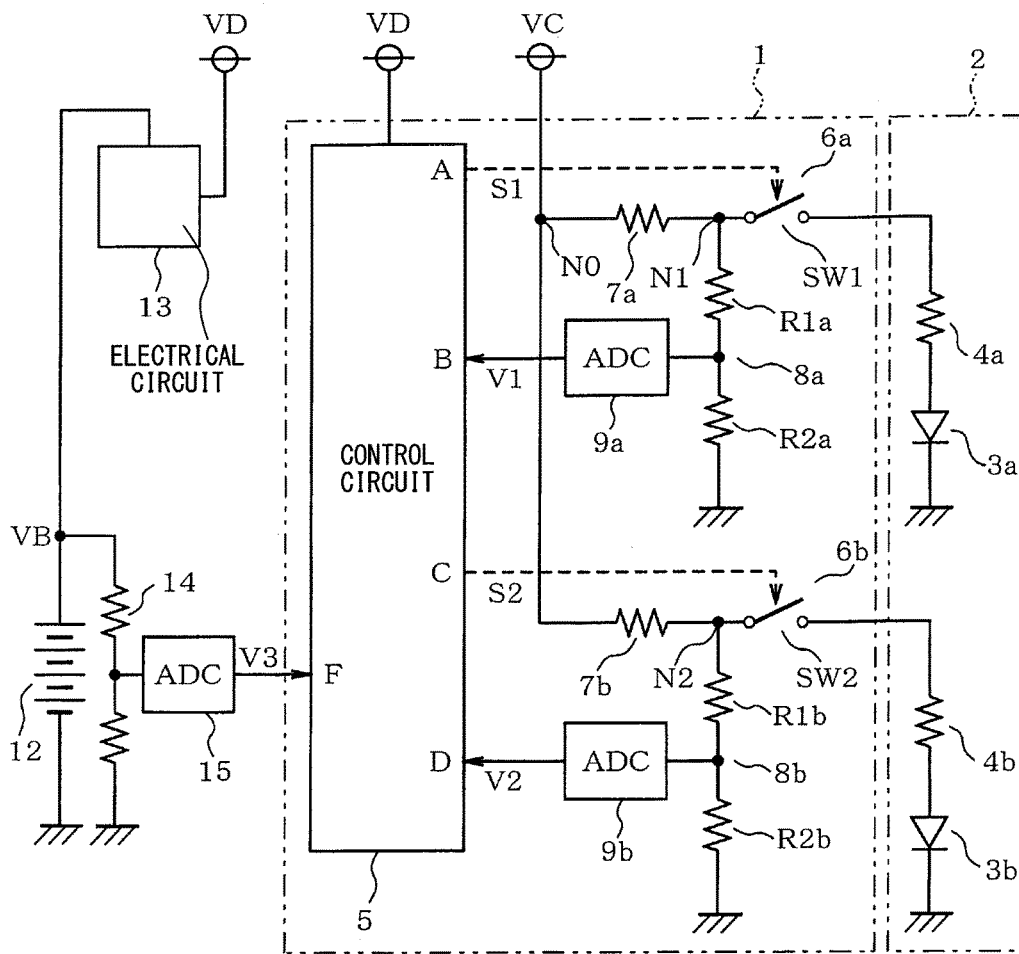 VD
VD
VC
1
2
A
S1
6a
13
N0
7a
N1
SW1
R1a
ELECTRICAL
CIRCUIT
B
V1
ADC
9a
8a
4a
R2a
3a
CONTROL
CIRCUIT
VB
14
C
S2
6b
7b
N2
SW2
R1b
12
ADC
15
V3
F
D
V2
ADC
9b
8b
4b
R2b
3b
5